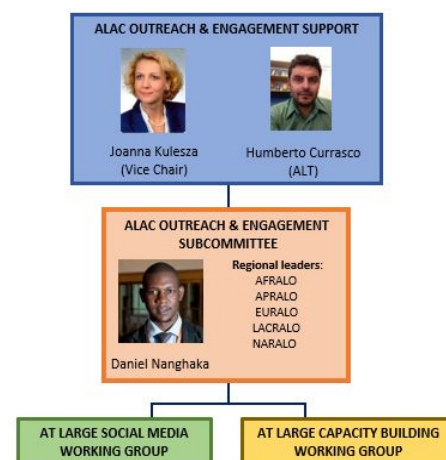 ALAC OUTREACH & ENGAGEMENT SUPPORT
Joanna Kulesza
(Vice Chair)
Humberto Currasco
(ALT)
ALAC OUTREACH & ENGAGEMENT
SUBCOMMITTEE
Regional leaders:
AFRALO
APRALO
EURALO
LACRALO
NARALO
Daniel Nanghaka
AT LARGE SOCIAL MEDIA
WORKING GROUP
AT LARGE CAPACITY BUILDING
WORKING GROUP